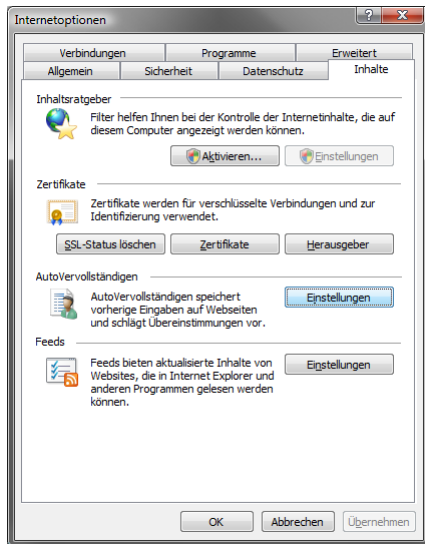 Internetoptionen
Verbindungen Programme Erweitert
Allgemein Sicherheit Datenschutz Inhalte
Inhaltsratgeber
Filter helfen Ihnen bei der Kontrolle der Internetinhalte, die auf
diesem Computer angezeigt werden können.
Aktivieren... Einstellungen
Zertifikate
Zertifikate werden für verschlüsselte Verbindungen und zur
Identifizierung verwendet.
SSL-Status löschen Zertifikate Herausgeber
AutoVervollständigen
AutoVervollständigen speichert
vorherige Eingaben auf Webseiten
und schlägt Übereinstimmungen vor.
Einstellungen
Feeds
Feeds bieten aktualisierte Inhalte von
Websites, die in Internet Explorer und
anderen Programmen gelesen werden
können.
Einstellungen
OK Abbrechen Übernehmen